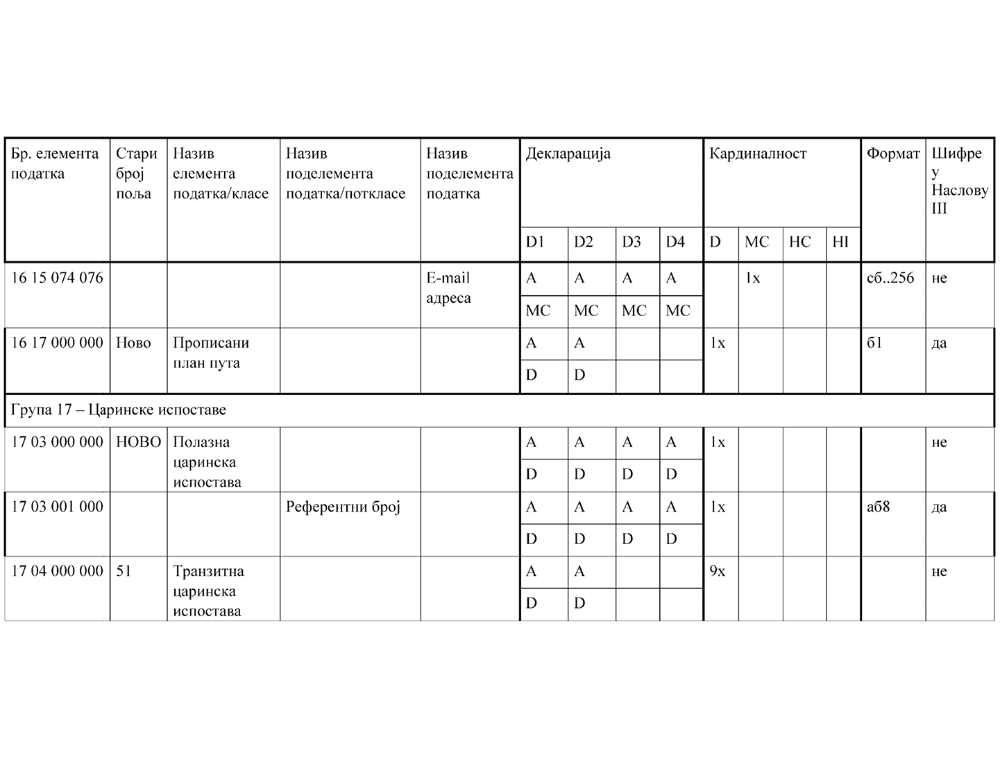 Бр. елемента података Стари број поља Назив елемента податка/класе Назив поделемента податка/поткласе Назив поделемента податка Декларација Кардиналност Формат Шифре у Наслову III
D1 D2 D3 D4 D MC HC HI
16 15 074 076 E-mail адреса A A A A 1x сб..256 не
MC MC MC MC
16 17 000 000 Ново Прописани план пута A A 1x б1 да
D D
Група 17 – Царинске испоставе
17 03 000 000 НОВО Полазна царинска испостава A A A A 1x не
D D D D
17 03 001 000 Референтни број A A A A 1x аб8 да
D D D D
17 04 000 000 51 Транзитна царинска испостава A A 9x не
D D